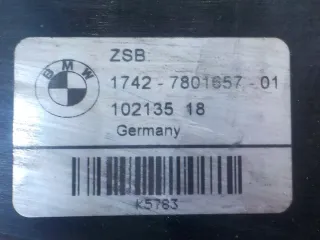 BMW
ZSB
1742 - 7801657 - 01
102135 18
Germany
K5763